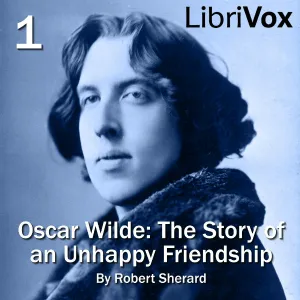 LibriVox
1
Oscar Wilde: The Story of
an Unhappy Friendship
By Robert Sherard